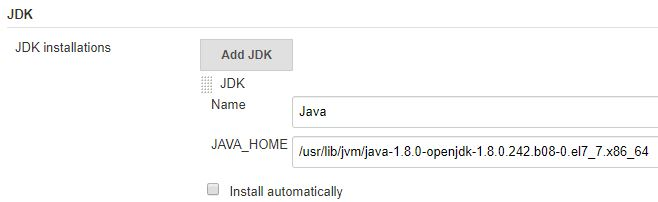 JDK
JDK installations
Add JDK
JDK
Name
Java
JAVA_HOME
/usr/lib/jvm/java-1.8.0-openjdk-1.8.0.242.b08-0.el7_7.x86_64
Install automatically